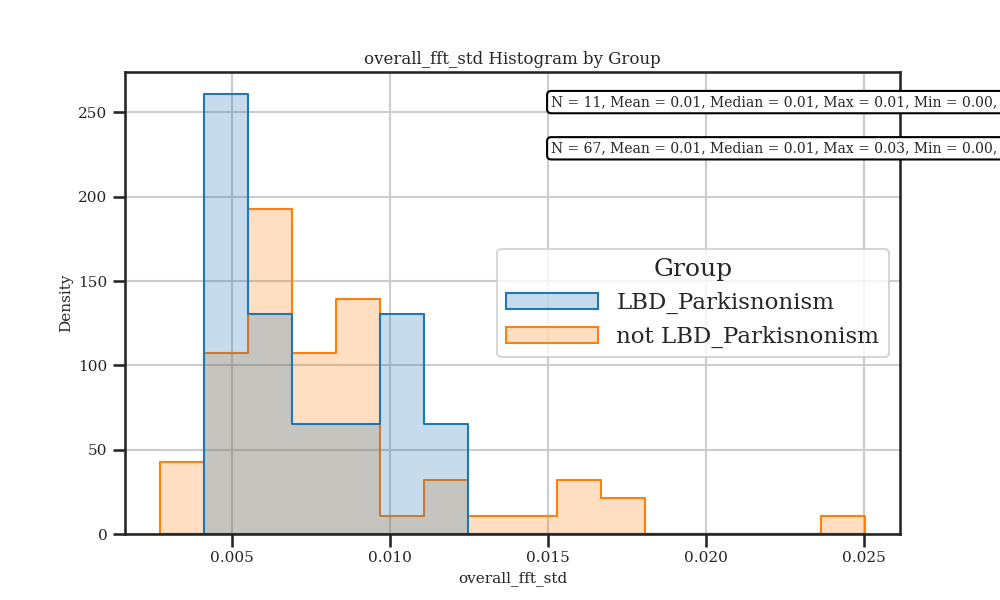 overall_fft_std Histogram by Group
N = 11, Mean = 0.01, Median = 0.01, Max = 0.01, Min = 0.00,
N = 67, Mean = 0.01, Median = 0.01, Max = 0.03, Min = 0.00,
Group
LBD_Parkisnonism
not LBD_Parkisnonism
Density
250
200
150
100
50
0
0.005 0.010 0.015 0.020 0.025
overall_fft_std